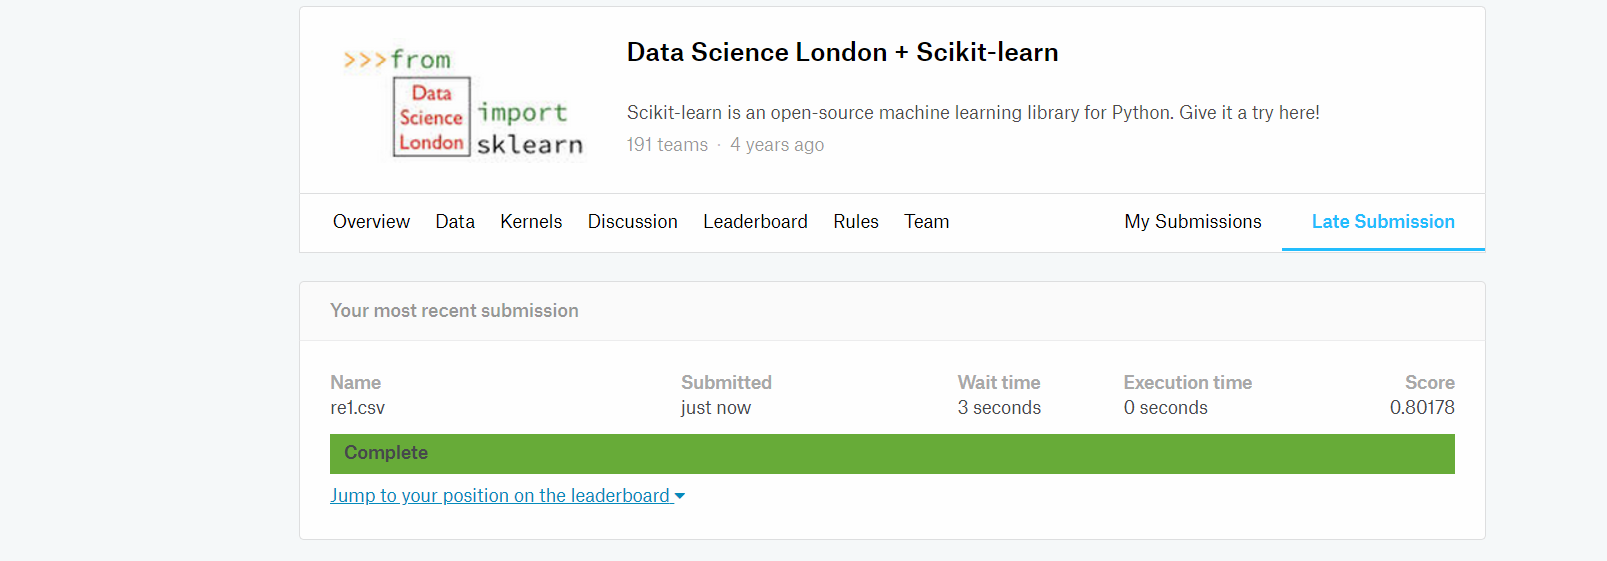 >>>from
Data
Science
London
import
sklearn
Data Science London + Scikit-learn
Scikit-learn is an open-source machine learning library for Python. Give it a try here!
191 teams · 4 years ago
Overview Data Kernels Discussion Leaderboard Rules Team My Submissions Late Submission
Your most recent submission
Name Submitted Wait time Execution time Score
re1.csv just now 3 seconds 0 seconds 0.80178
Complete
Jump to your position on the leaderboard